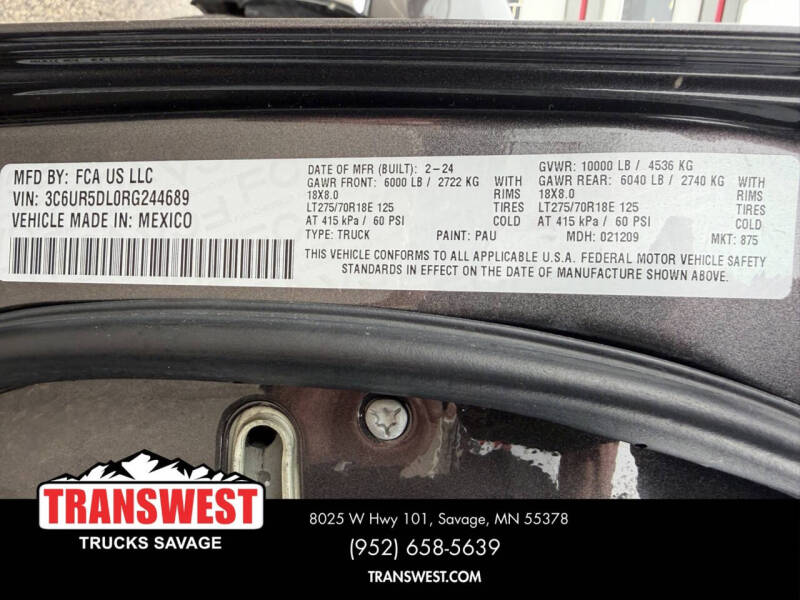 MFD BY: FCA US LLC
VIN: 3C6UR5DL0RG244689
VEHICLE MADE IN: MEXICO
DATE OF MFR (BUILT): 2-24
GAWR FRONT: 6000 LB / 2722 KG WITH
18X8.0 RIMS
LT275/70R18E 125 TIRES
AT 415 kPa / 60 PSI COLD
TYPE: TRUCK PAINT: PAU
GVWR: 10000 LB / 4536 KG
GAWR REAR: 6040 LB / 2740 KG WITH
18X8.0 RIMS
LT275/70R18E 125 TIRES
AT 415 kPa / 60 PSI COLD
MDH: 021209 MKT: 875
THIS VEHICLE CONFORMS TO ALL APPLICABLE U.S.A. FEDERAL MOTOR VEHICLE SAFETY
STANDARDS IN EFFECT ON THE DATE OF MANUFACTURE SHOWN ABOVE.
TRANSWEST
TRUCKS SAVAGE
8025 W Hwy 101, Savage, MN 55378
(952) 658-5639
TRANSWEST.COM